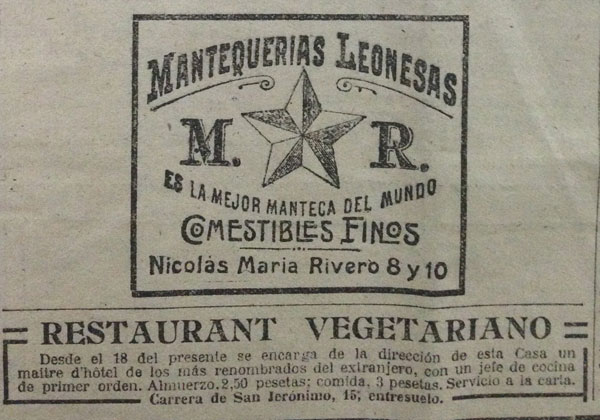 MANTEQUERIAS LEONESAS
M. R.
ES LA MEJOR MANTECA DEL MUNDO
COMESTIBLES FINOS
Nicolás Maria Rivero 8 y 10
RESTAURANT VEGETARIANO
Desde el 18 del presente se encarga de la dirección de esta Casa un
maitre d'hôtel de los más renombrados del extranjero, con un jefe de cocina
de primer orden. Almuerzo, 2,50 pesetas; comida, 3 pesetas. Servicio a la carta.
Carrera de San Jerónimo, 15; entresuelo.